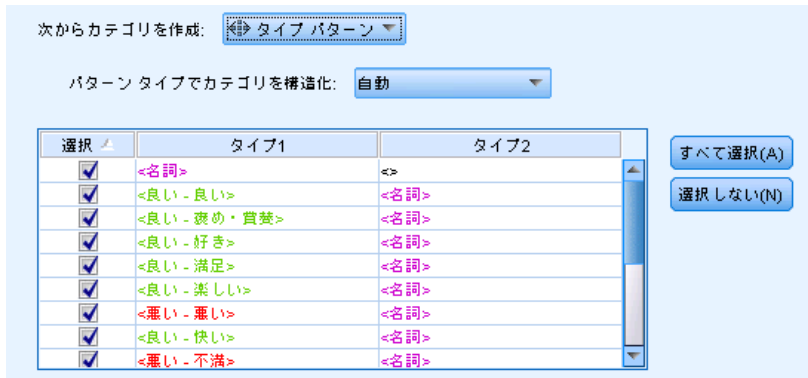 次からカテゴリを作成: タイプ パターン
パターン タイプでカテゴリを構造化: 自動
選択 タイプ1 タイプ2
<名詞> <>
<良い - 良い> <名詞>
<良い - 褒め・賞賛> <名詞>
<良い - 好き> <名詞>
<良い - 満足> <名詞>
<良い - 楽しい> <名詞>
<悪い - 悪い> <名詞>
<良い - 快い> <名詞>
<悪い - 不満> <名詞>
すべて選択(A)
選択しない(N)